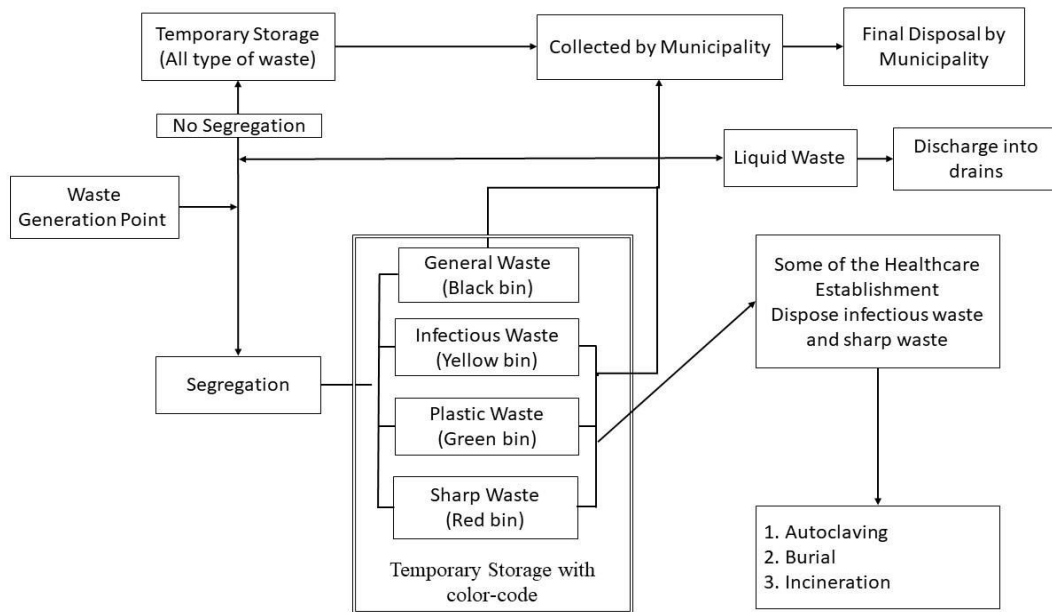 Temporary Storage
(All type of waste)
Collected by Municipality
Final Disposal by
Municipality
No Segregation
Liquid Waste
Discharge into
drains
Waste
Generation Point
General Waste
(Black bin)
Some of the Healthcare
Establishment
Dispose infectious waste
and sharp waste
Infectious Waste
(Yellow bin)
Segregation
Plastic Waste
(Green bin)
Sharp Waste
(Red bin)
Temporary Storage with
color-code
1. Autoclaving
2. Burial
3. Incineration